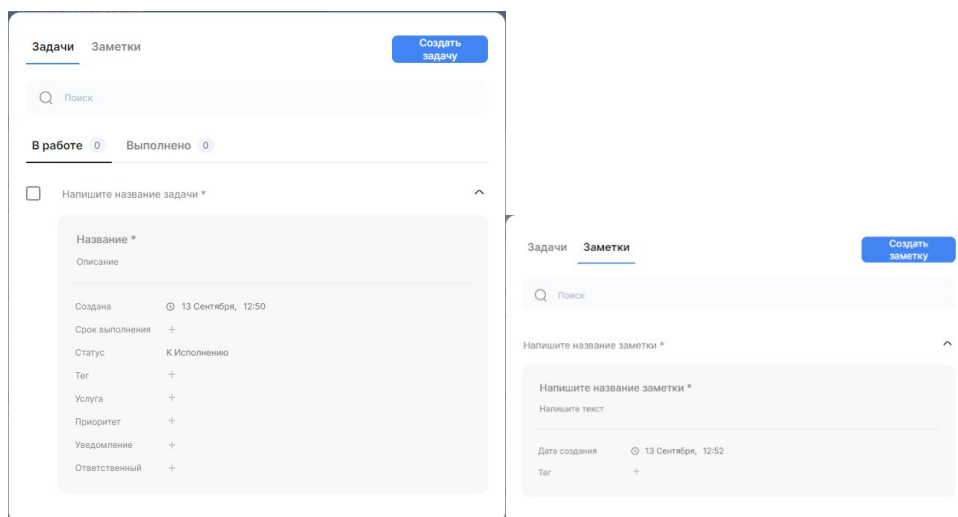 Задачи Заметки
Создать
задачу
Поиск
В работе 0 Выполнено 0
Напишите название задачи *
Название *
Описание
Создана 13 Сентября, 12:50
Срок выполнения +
Статус К Исполнению
Тег +
Услуга +
Приоритет +
Уведомление +
Ответственный +
Задачи Заметки
Создать
заметку
Поиск
Напишите название заметки *
Напишите название заметки *
Напишите текст
Дата создания 13 Сентября, 12:52
Тег +